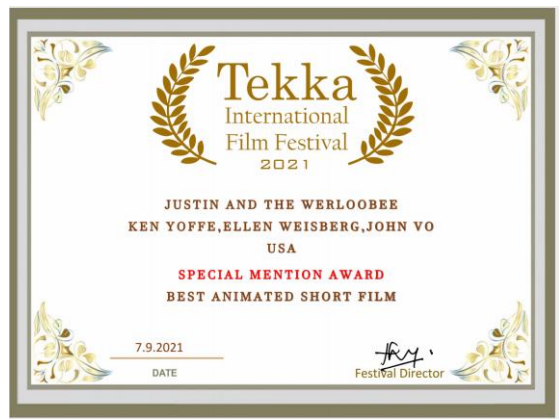 Tekka
International
Film Festival
2021
JUSTIN AND THE WERLOOBEE
KEN YOFFE,ELLEN WEISBERG,JOHN VO
USA
SPECIAL MENTION AWARD
BEST ANIMATED SHORT FILM
7.9.2021
DATE
Festival Director